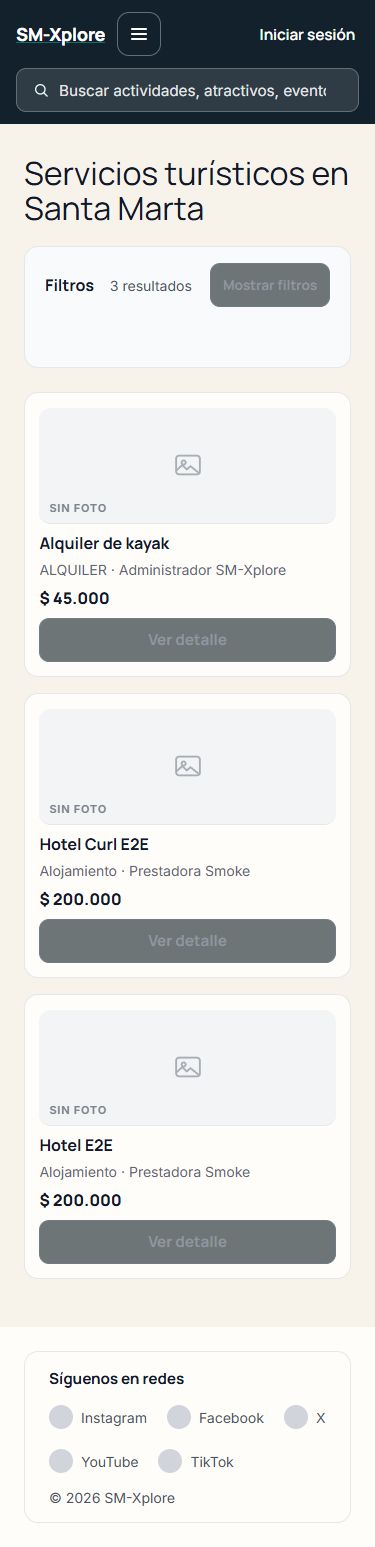 SM-Xplore
Iniciar sesión
Buscar actividades, atractivos, evento
Servicios turísticos en
Santa Marta
Filtros 3 resultados Mostrar filtros
SIN FOTO
Alquiler de kayak
ALQUILER · Administrador SM-Xplore
$ 45.000
Ver detalle
SIN FOTO
Hotel Curl E2E
Alojamiento · Prestadora Smoke
$ 200.000
Ver detalle
SIN FOTO
Hotel E2E
Alojamiento · Prestadora Smoke
$ 200.000
Ver detalle
Síguenos en redes
Instagram Facebook X
YouTube TikTok
© 2026 SM-Xplore